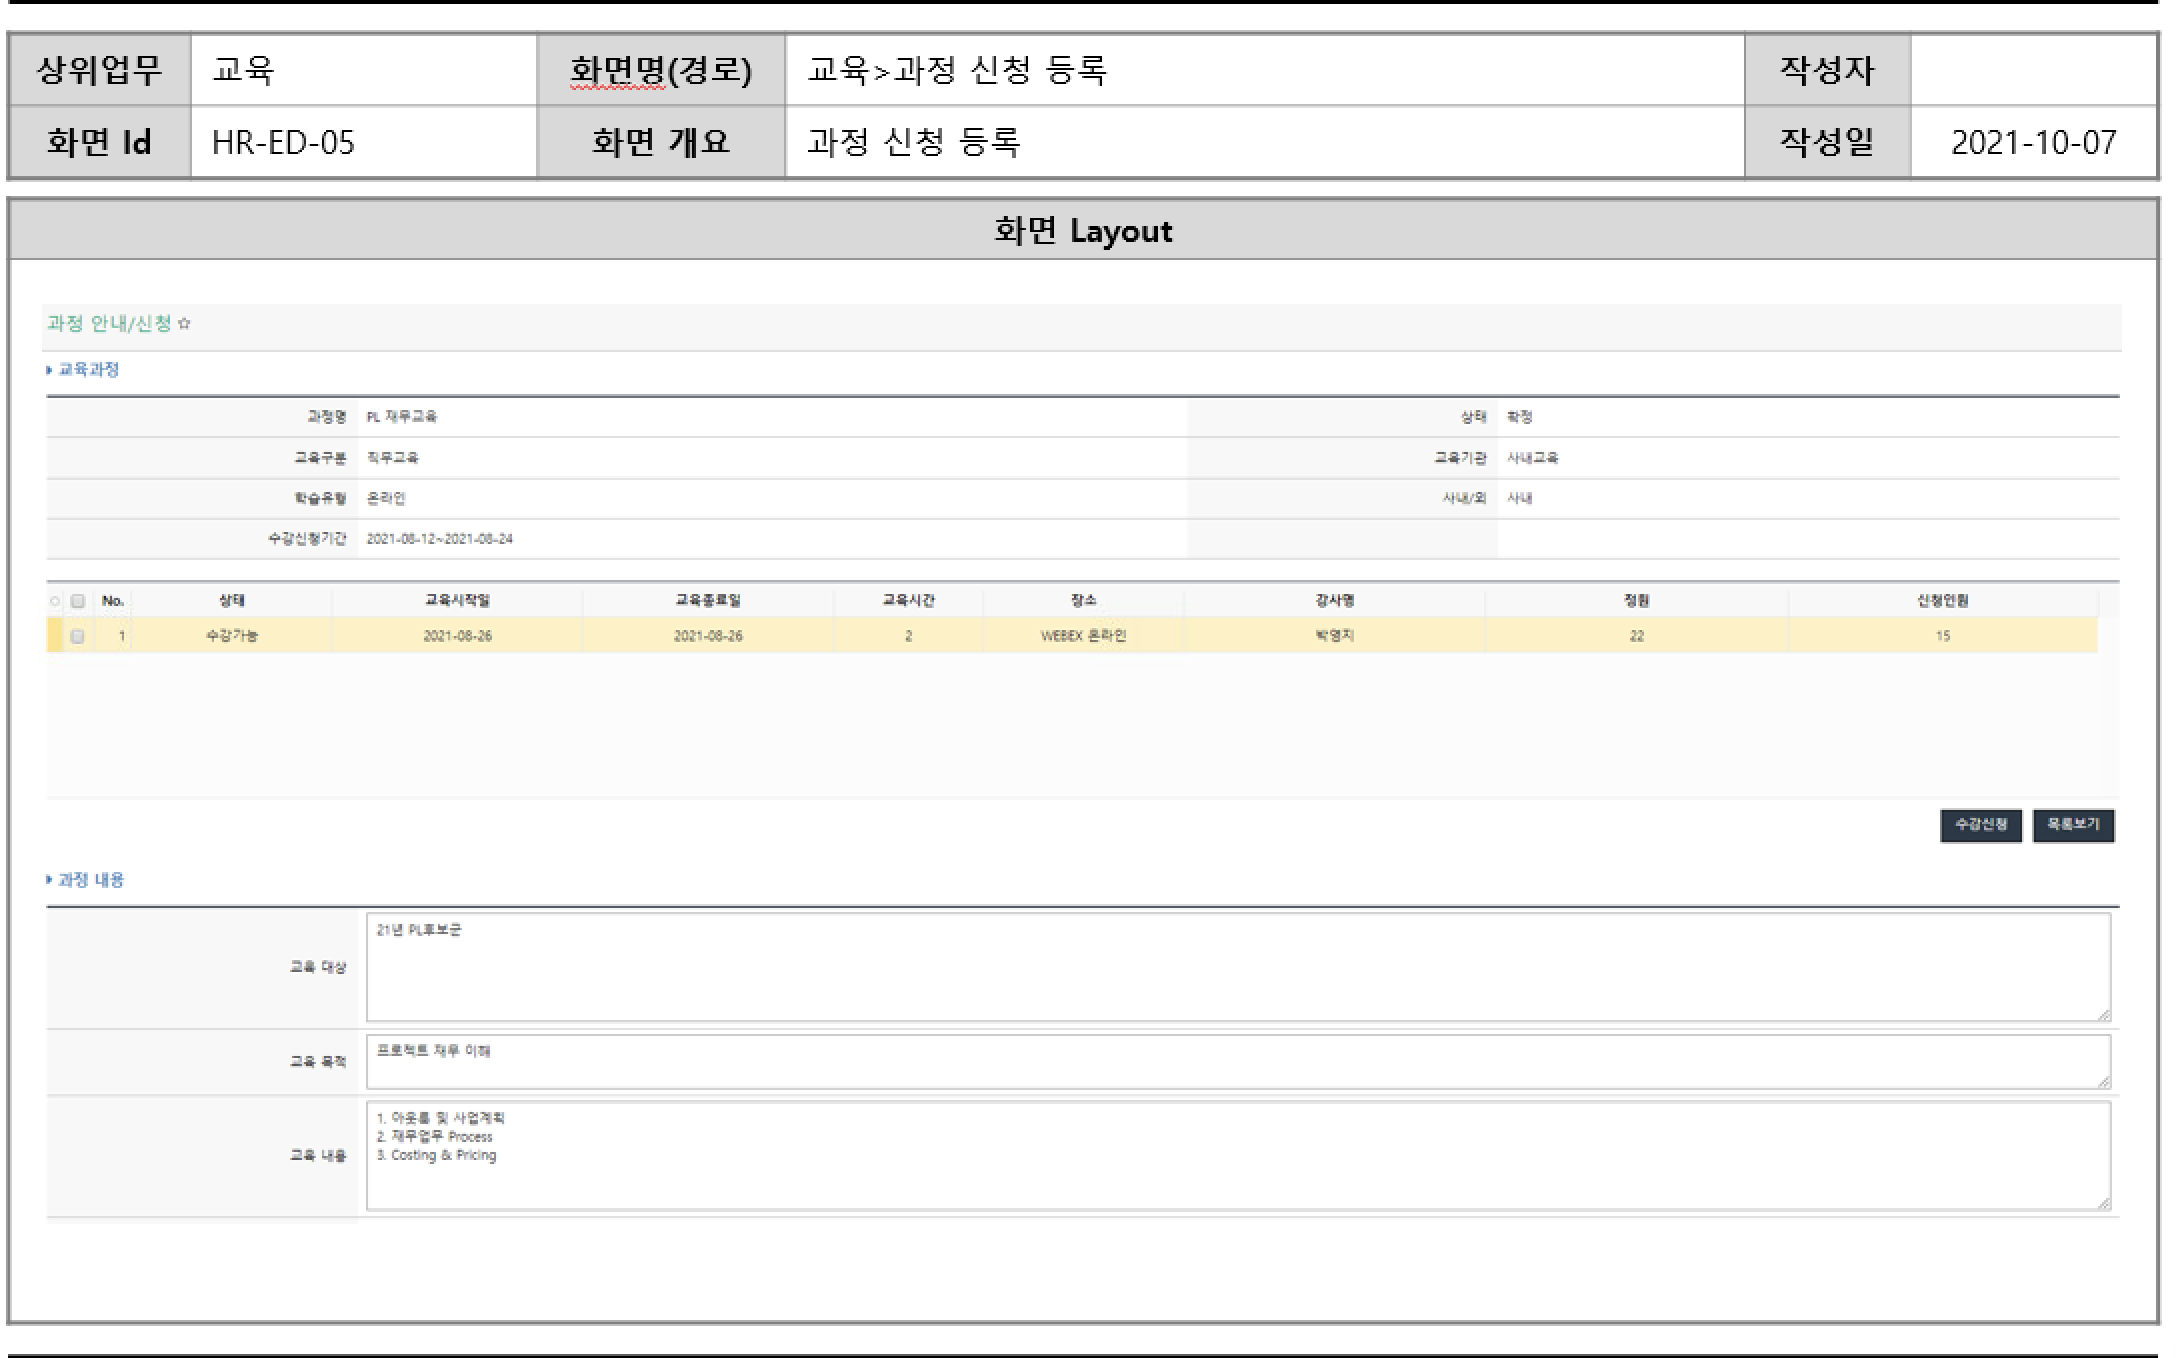 상위업무 교육 화면명(경로) 교육>과정 신청 등록 작성자
화면 Id HR-ED-05 화면 개요 과정 신청 등록 작성일 2021-10-07
화면 Layout
과정 안내/신청 ☆
교육과정
과정명 PL 재무교육 상태 확정
교육구분 직무교육 교육기관 사내교육
학습유형 온라인 사내/외 사내
수강신청기간 2021-08-12~2021-08-24
No. 상태 교육시작일 교육종료일 교육시간 장소 강사명 정원 신청인원
1 수강가능 2021-08-26 2021-08-26 2 WEBEX 온라인 박영지 22 15
수강신청 목록보기
과정 내용
교육 대상 21년 PL후보군
교육 목적 프로젝트 재무 이해
교육 내용
1. 아웃룩 및 사업계획
2. 재무업무 Process
3. Costing & Pricing